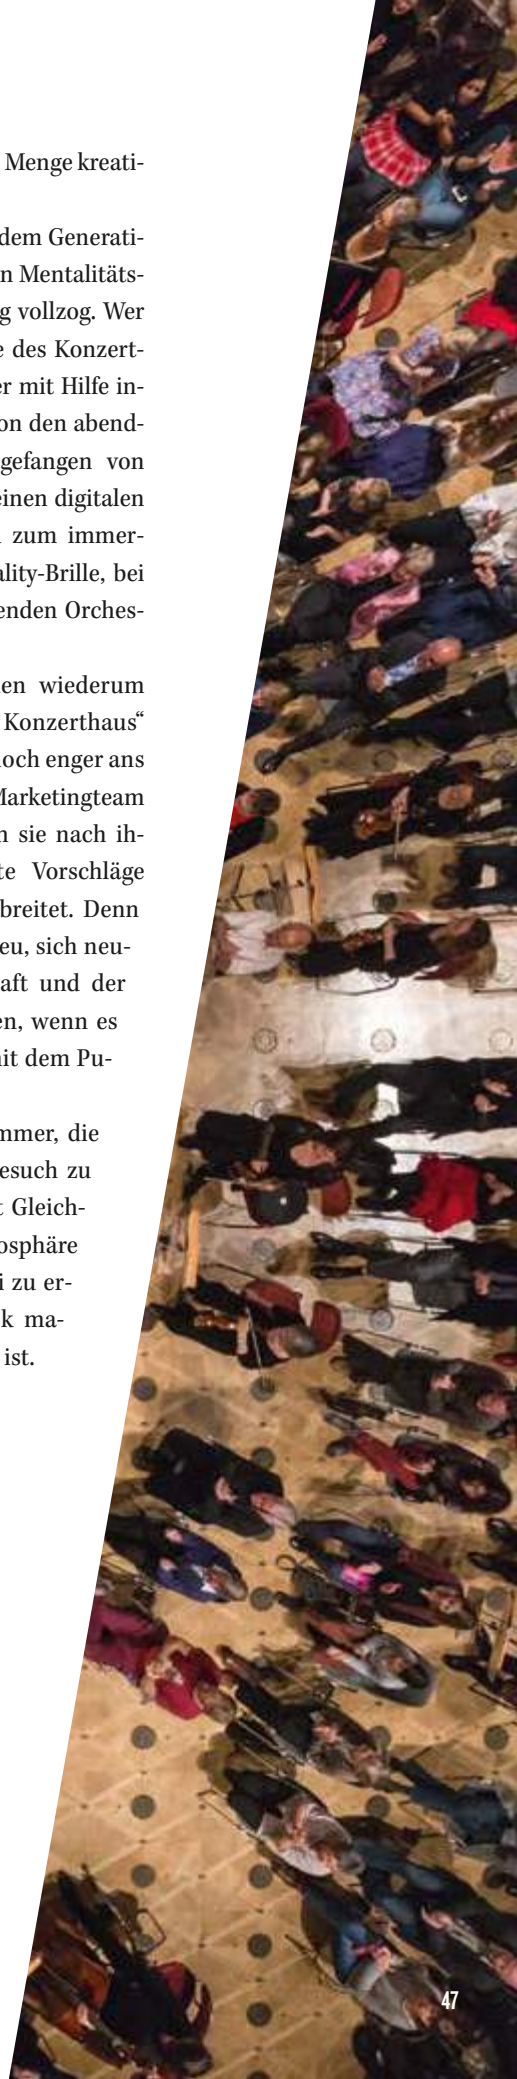 Menge kreati-
dem Generati-
n Mentalitäts-
g vollzog. Wer
e des Konzert-
er mit Hilfe in-
on den abend-
gefangen von
einen digitalen
zum immer-
ality-Brille, bei
enden Orches-
en wiederum
Konzerthaus“
noch enger ans
Marketingteam
n sie nach ih-
te Vorschläge
breitet. Denn
eu, sich neu-
aft und der
en, wenn es
mit dem Pu-
mmer, die
esuch zu
t Gleich-
osphäre
i zu er-
k ma-
ist.
47